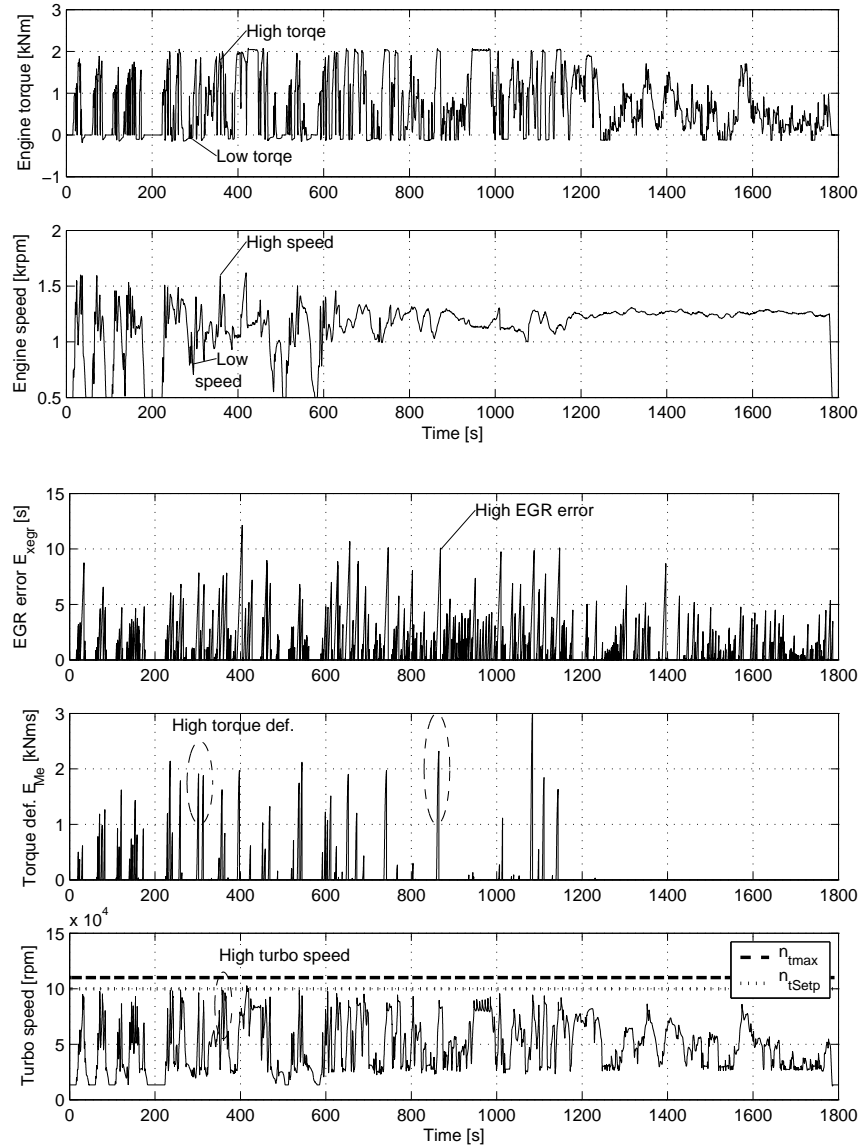 3
High torqe
2
1
0
Low torqe
−1
Engine torque [kNm]
0 200 400 600 800 1000 1200 1400 1600 1800
2
High speed
1.5
1
Low
speed
0.5
Engine speed [krpm]
0 200 400 600 800 1000 1200 1400 1600 1800
Time [s]
15
High EGR error
10
5
0
EGR error E_xegr [s]
0 200 400 600 800 1000 1200 1400 1600 1800
3
High torque def.
2
1
0
Torque def. E_Me [kNms]
0 200 400 600 800 1000 1200 1400 1600 1800
x 10^4
15
High turbo speed
n_tmax
n_tSetp
10
5
0
Turbo speed [rpm]
0 200 400 600 800 1000 1200 1400 1600 1800
Time [s]